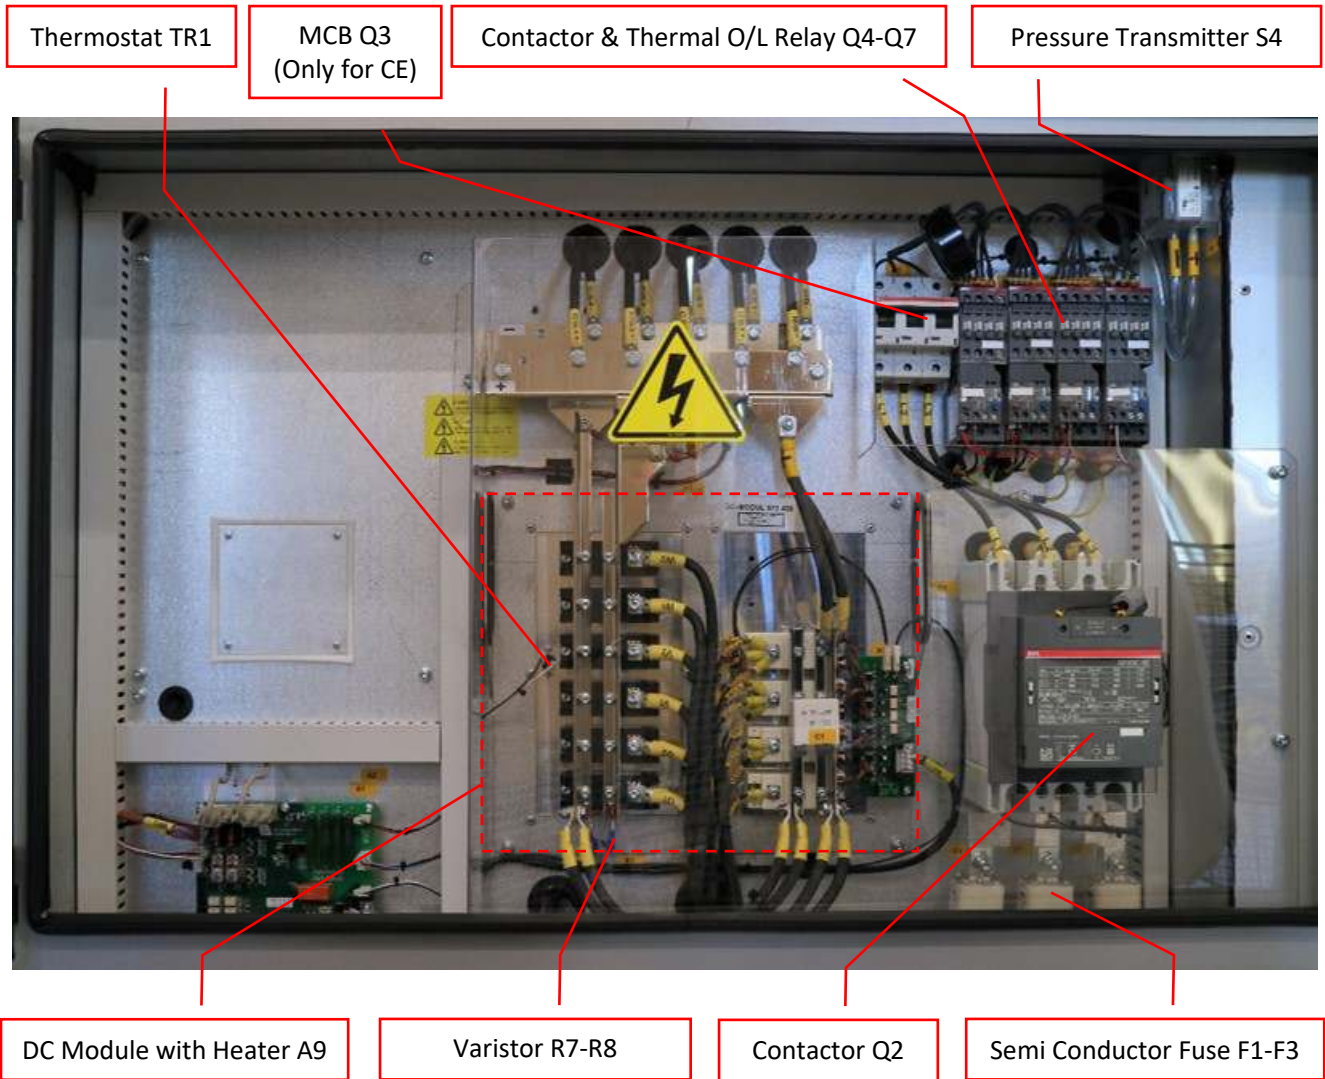 Thermostat TR1
MCB Q3
(Only for CE)
Contactor & Thermal O/L Relay Q4-Q7
Pressure Transmitter S4
DC Module with Heater A9
Varistor R7-R8
Contactor Q2
Semi Conductor Fuse F1-F3